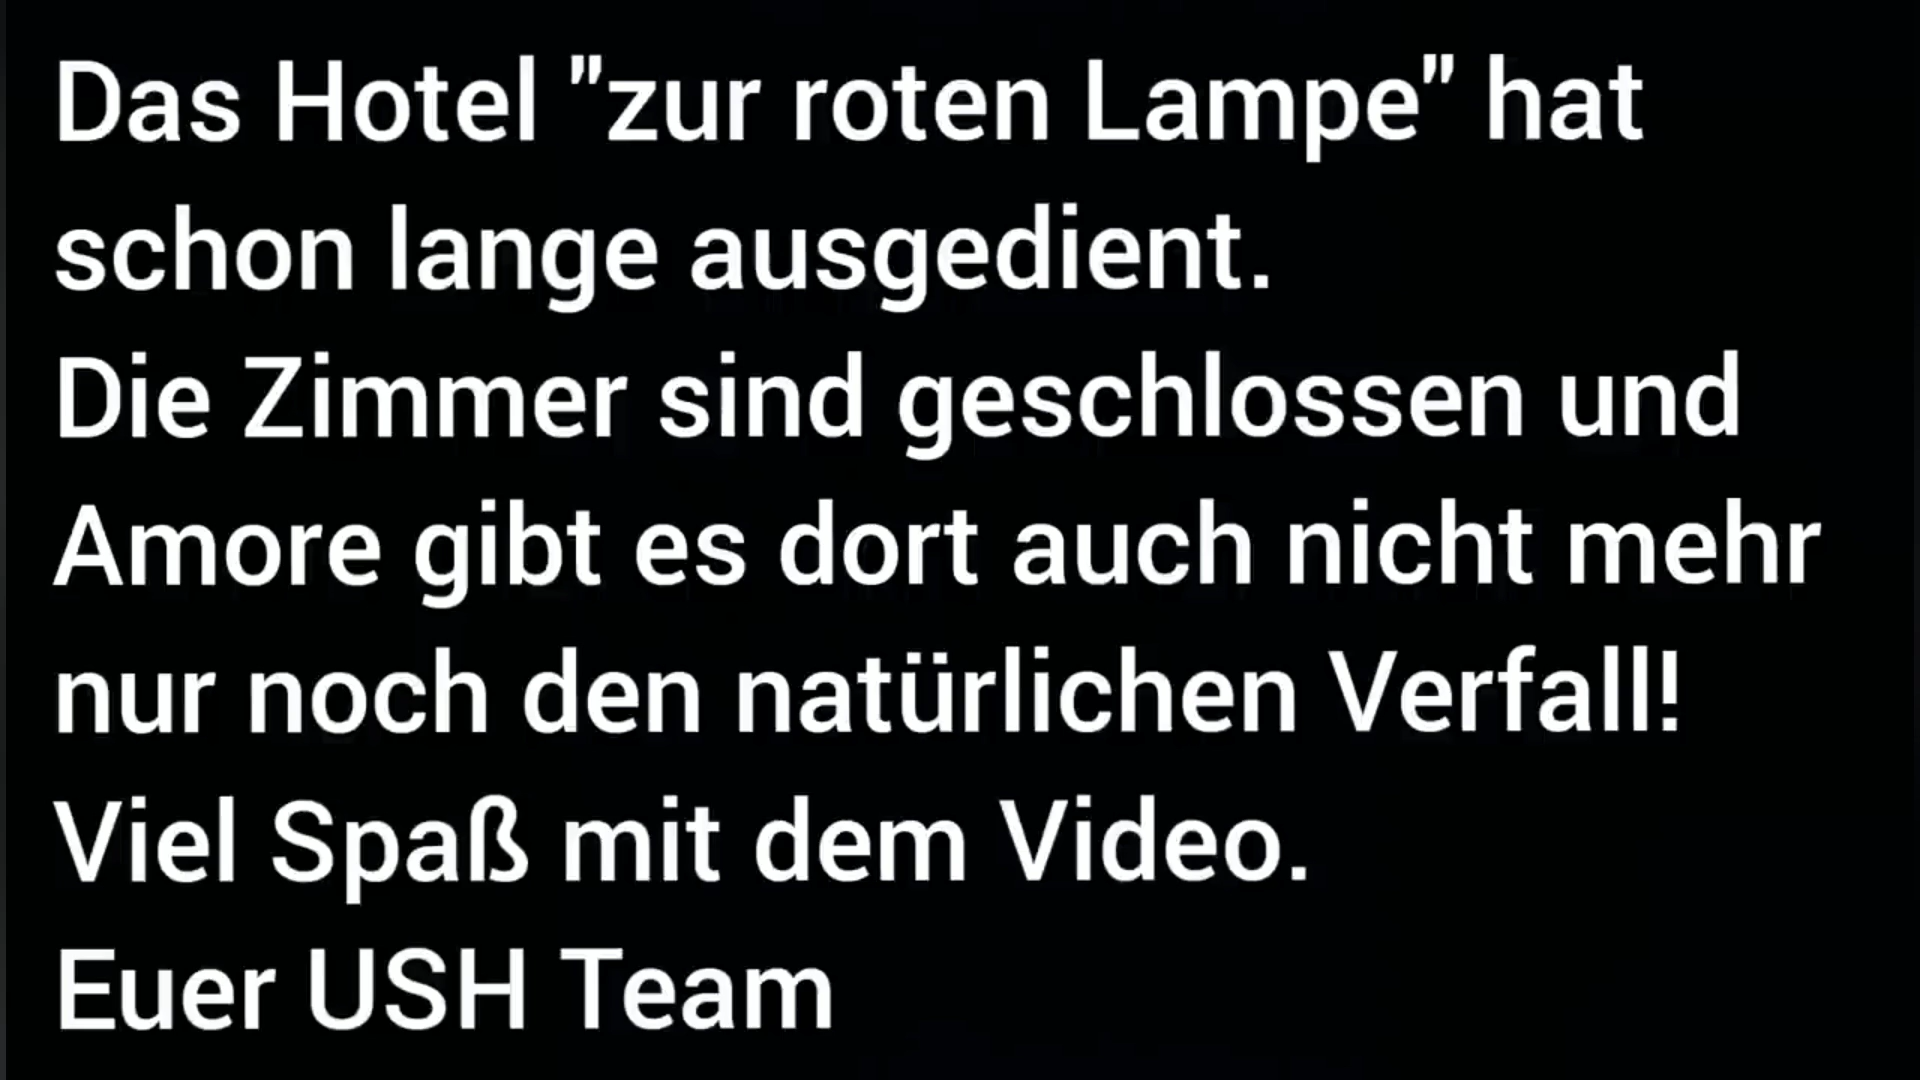 Das Hotel "zur roten Lampe" hat
schon lange ausgedient.
Die Zimmer sind geschlossen und
Amore gibt es dort auch nicht mehr
nur noch den natürlichen Verfall!
Viel Spaß mit dem Video.
Euer USH Team